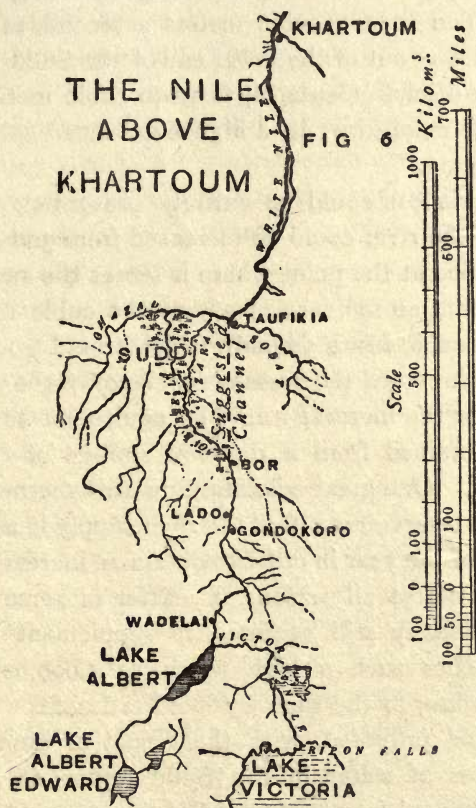 KHARTOUM
THE NILE
ABOVE
KHARTOUM
FIG 6
WHITE NILE
TAUFIKIA
SOBAT
SUDD
Suggested
Channel
BOR
LADO
GONDOKORO
WADELAI
VICTORIA NILE
LAKE
ALBERT
LAKE
ALBERT
EDWARD
RIPON FALLS
LAKE
VICTORIA
Scale
Kilom.s
1000
500
100
0
100
Miles
700
600
100
0
50
100